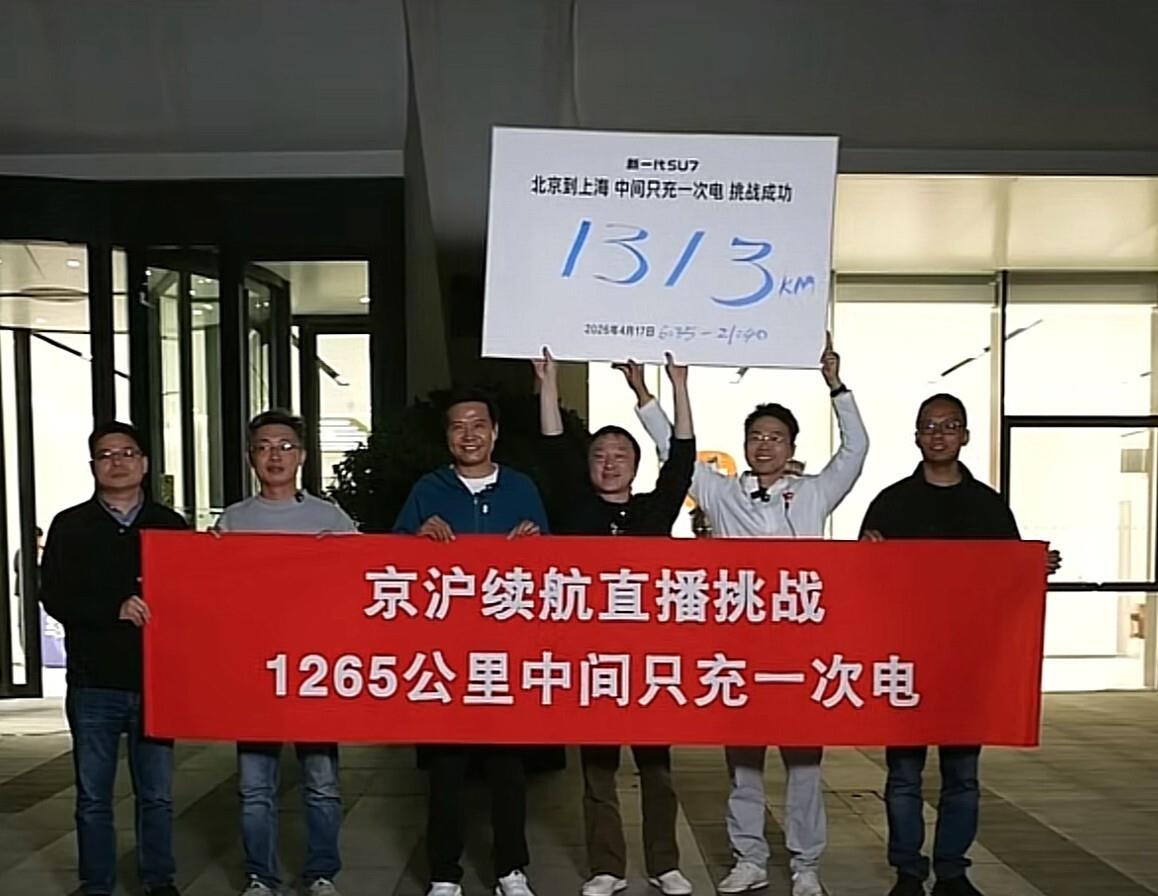 新一代SU7
北京到上海 中间只充一次电 挑战成功
1313KM
2026年4月17日 6:35-21:40
京沪续航直播挑战
1265公里中间只充一次电